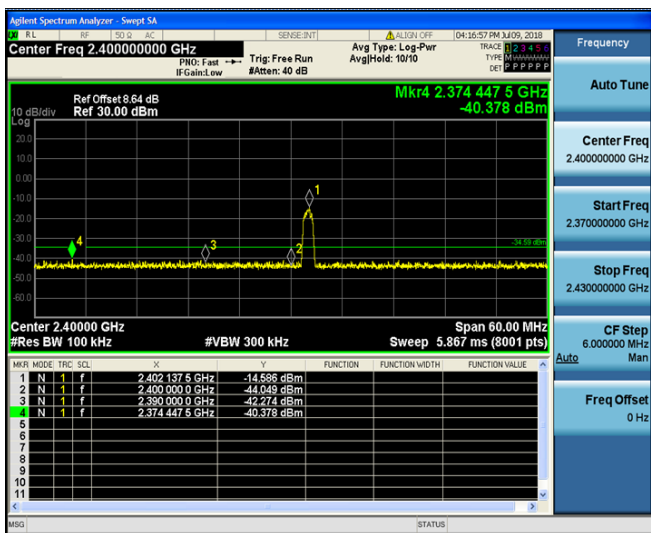 Agilent Spectrum Analyzer - Swept SA
LXI RL RF 50 Ω AC SENSE:INT ALIGN OFF 04:16:57 PM Jul 09, 2018
Center Freq 2.400000000 GHz
PNO: Fast
IFGain:Low
Trig: Free Run
#Atten: 40 dB
Avg Type: Log-Pwr
Avg|Hold: 10/10
TRACE 1 2 3 4 5 6
TYPE MWWWWW
DET P P P P P P
Mkr4 2.374 447 5 GHz
-40.378 dBm
Ref Offset 8.64 dB
Ref 30.00 dBm
10 dB/div
Log
20.0
10.0
0.00
-10.0
-20.0
-30.0
-40.0
-50.0
-60.0
1
2
3
4
-34.59 dBm
Center 2.40000 GHz
#Res BW 100 kHz
#VBW 300 kHz
Span 60.00 MHz
Sweep 5.867 ms (8001 pts)
MKR MODE TRC SCL X Y FUNCTION FUNCTION WIDTH FUNCTION VALUE
1 N 1 f 2.402 137 5 GHz -14.586 dBm
2 N 1 f 2.400 000 0 GHz -44.049 dBm
3 N 1 f 2.390 000 0 GHz -42.274 dBm
4 N 1 f 2.374 447 5 GHz -40.378 dBm
5
6
7
8
9
10
11
MSG
STATUS
Frequency
Auto Tune
Center Freq
2.400000000 GHz
Start Freq
2.370000000 GHz
Stop Freq
2.430000000 GHz
CF Step
6.000000 MHz
Auto Man
Freq Offset
0 Hz